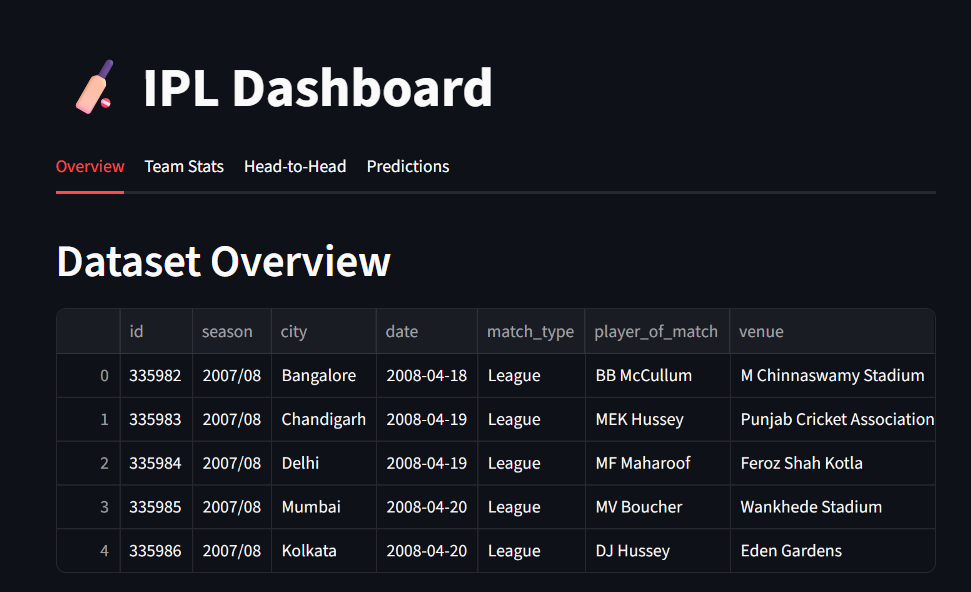 IPL Dashboard
Overview Team Stats Head-to-Head Predictions
Dataset Overview
id season city date match_type player_of_match venue
0 335982 2007/08 Bangalore 2008-04-18 League BB McCullum M Chinnaswamy Stadium
1 335983 2007/08 Chandigarh 2008-04-19 League MEK Hussey Punjab Cricket Association
2 335984 2007/08 Delhi 2008-04-19 League MF Maharoof Feroz Shah Kotla
3 335985 2007/08 Mumbai 2008-04-20 League MV Boucher Wankhede Stadium
4 335986 2007/08 Kolkata 2008-04-20 League DJ Hussey Eden Gardens